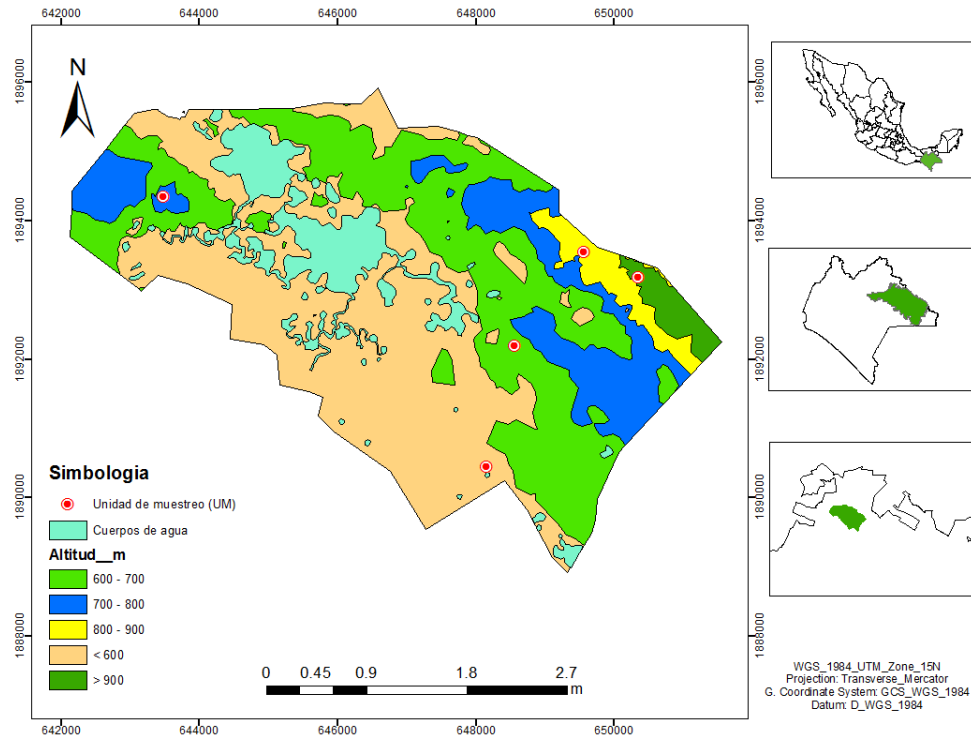 642000 644000 646000 648000 650000
1896000 1896000
N
1894000 1894000
1892000 1892000
Simbologia
Unidad de muestreo (UM)
1890000 1890000
Cuerpos de agua
Altitud__m
600 - 700
700 - 800
800 - 900
< 600
> 900
1888000 1888000
0 0.45 0.9 1.8 2.7
m
WGS_1984_UTM_Zone_15N
Projection: Transverse_Mercator
G. Coordinate System: GCS_WGS_1984
Datum: D_WGS_1984
642000 644000 646000 648000 650000